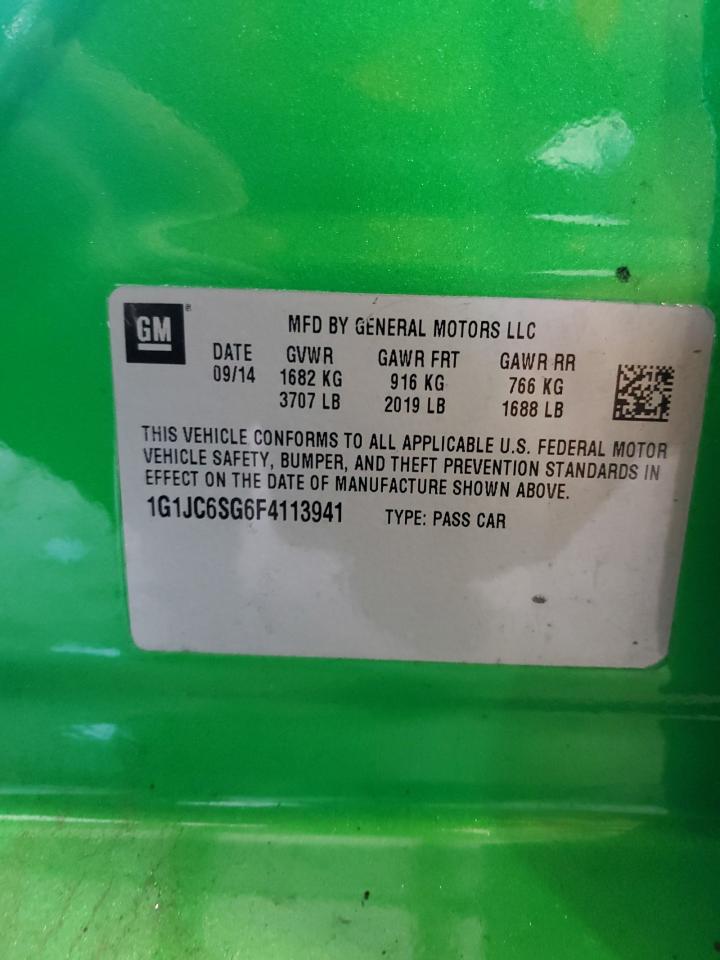 GM®
MFD BY GENERAL MOTORS LLC
DATE GVWR GAWR FRT GAWR RR
09/14 1682 KG 916 KG 766 KG
3707 LB 2019 LB 1688 LB
THIS VEHICLE CONFORMS TO ALL APPLICABLE U.S. FEDERAL MOTOR
VEHICLE SAFETY, BUMPER, AND THEFT PREVENTION STANDARDS IN
EFFECT ON THE DATE OF MANUFACTURE SHOWN ABOVE.
1G1JC6SG6F4113941 TYPE: PASS CAR